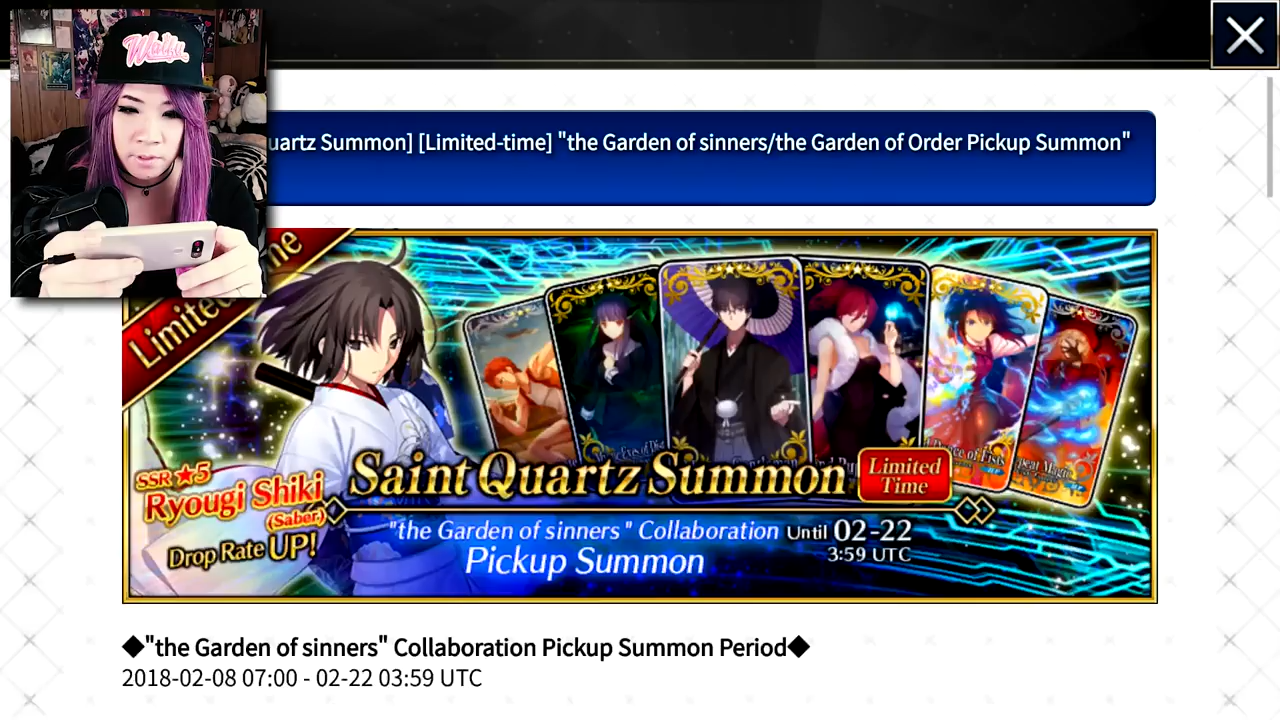 Wally
uartz Summon] [Limited-time] "the Garden of sinners/the Garden of Order Pickup Summon"
Limited
me
SSR ★5
Ryougi Shiki
(Saber)
Drop Rate UP!
Saint Quartz Summon
Limited
Time
"the Garden of sinners" Collaboration
Pickup Summon
Until 02-22
3:59 UTC
◆"the Garden of sinners" Collaboration Pickup Summon Period◆
2018-02-08 07:00 - 02-22 03:59 UTC